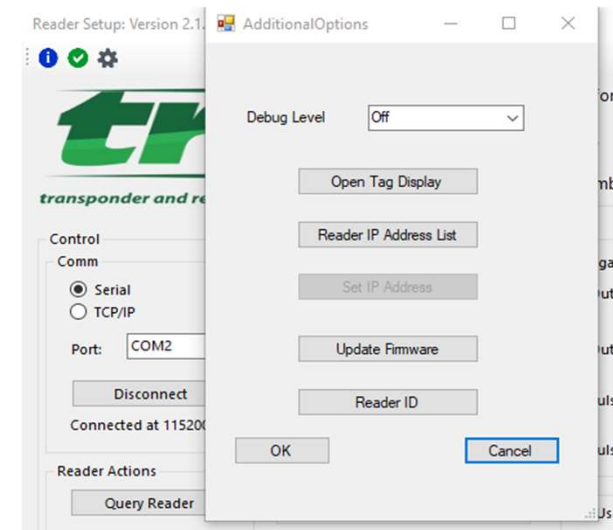 Reader Setup: Version 2.1.
AdditionalOptions
transponder and re
Control
Comm
Serial
TCP/IP
Port: COM2
Disconnect
Connected at 115200
Reader Actions
Query Reader
Debug Level Off
Open Tag Display
Reader IP Address List
Set IP Address
Update Firmware
Reader ID
OK Cancel